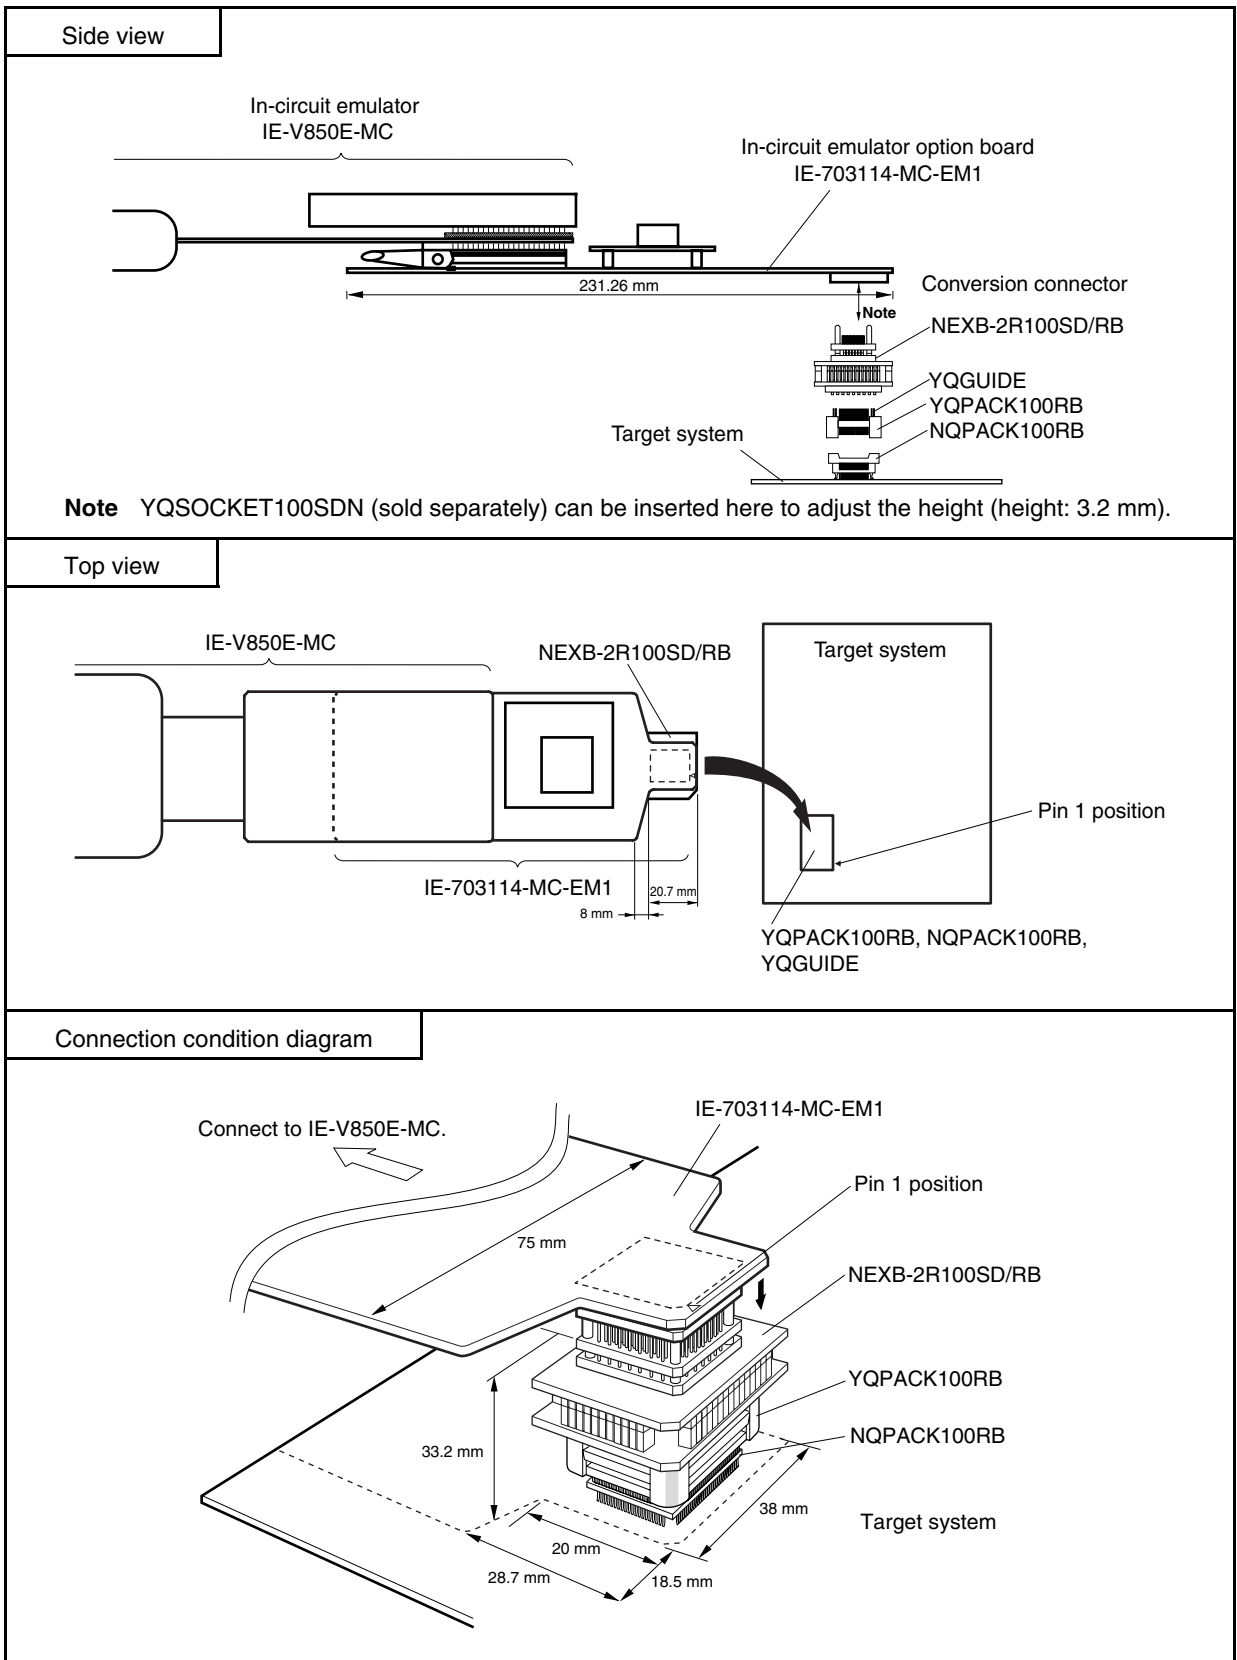 Side view
In-circuit emulator
IE-V850E-MC
In-circuit emulator option board
IE-703114-MC-EM1
231.26 mm
Conversion connector
Note
NEXB-2R100SD/RB
YQGUIDE
YQPACK100RB
NQPACK100RB
Target system
Note YQSOCKET100SDN (sold separately) can be inserted here to adjust the height (height: 3.2 mm).
Top view
IE-V850E-MC
NEXB-2R100SD/RB
Target system
Pin 1 position
IE-703114-MC-EM1
20.7 mm
8 mm
YQPACK100RB, NQPACK100RB,
YQGUIDE
Connection condition diagram
IE-703114-MC-EM1
Connect to IE-V850E-MC.
Pin 1 position
75 mm
NEXB-2R100SD/RB
YQPACK100RB
NQPACK100RB
33.2 mm
38 mm
Target system
20 mm
28.7 mm
18.5 mm